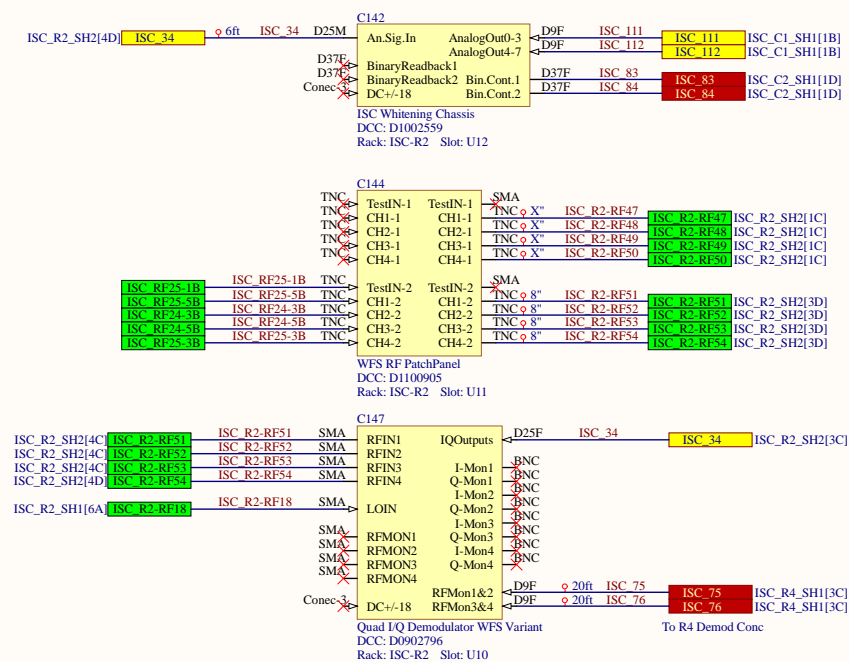 C142
ISC_R2_SH2[4D] ISC_34 6ft ISC_34 D25M An.Sig.In AnalogOut0-3 D9F ISC_111 ISC_111 ISC_C1_SH1[1B]
AnalogOut4-7 D9F ISC_112 ISC_112 ISC_C1_SH1[1B]
D37F BinaryReadback1
D37F BinaryReadback2 Bin.Cont.1 D37F ISC_83 ISC_83 ISC_C2_SH1[1D]
Conec-3 DC+/-18 Bin.Cont.2 D37F ISC_84 ISC_84 ISC_C2_SH1[1D]
ISC Whitening Chassis
DCC: D1002559
Rack: ISC-R2 Slot: U12
C144
TNC TestIN-1 TestIN-1 SMA
TNC CH1-1 CH1-1 TNC X" ISC_R2-RF47 ISC_R2-RF47 ISC_R2_SH2[1C]
TNC CH2-1 CH2-1 TNC X" ISC_R2-RF48 ISC_R2-RF48 ISC_R2_SH2[1C]
TNC CH3-1 CH3-1 TNC X" ISC_R2-RF49 ISC_R2-RF49 ISC_R2_SH2[1C]
TNC CH4-1 CH4-1 TNC X" ISC_R2-RF50 ISC_R2-RF50 ISC_R2_SH2[1C]
ISC_RF25-1B ISC_RF25-1B TNC TestIN-2 TestIN-2 SMA
ISC_RF25-5B ISC_RF25-5B TNC CH1-2 CH1-2 TNC 8" ISC_R2-RF51 ISC_R2-RF51 ISC_R2_SH2[3D]
ISC_RF24-3B ISC_RF24-3B TNC CH2-2 CH2-2 TNC 8" ISC_R2-RF52 ISC_R2-RF52 ISC_R2_SH2[3D]
ISC_RF24-5B ISC_RF24-5B TNC CH3-2 CH3-2 TNC 8" ISC_R2-RF53 ISC_R2-RF53 ISC_R2_SH2[3D]
ISC_RF25-3B ISC_RF25-3B TNC CH4-2 CH4-2 TNC 8" ISC_R2-RF54 ISC_R2-RF54 ISC_R2_SH2[3D]
WFS RF PatchPanel
DCC: D1100905
Rack: ISC-R2 Slot: U11
C147
ISC_R2_SH2[4C] ISC_R2-RF51 ISC_R2-RF51 SMA RFIN1 IQOutputs D25F ISC_34 ISC_34 ISC_R2_SH2[3C]
ISC_R2_SH2[4C] ISC_R2-RF52 ISC_R2-RF52 SMA RFIN2
ISC_R2_SH2[4C] ISC_R2-RF53 ISC_R2-RF53 SMA RFIN3 I-Mon1 BNC
ISC_R2_SH2[4D] ISC_R2-RF54 ISC_R2-RF54 SMA RFIN4 Q-Mon1 BNC
I-Mon2 BNC
ISC_R2_SH1[6A] ISC_R2-RF18 ISC_R2-RF18 SMA LOIN Q-Mon2 BNC
I-Mon3 BNC
SMA RFMON1 Q-Mon3 BNC
SMA RFMON2 I-Mon4 BNC
SMA RFMON3 Q-Mon4 BNC
SMA RFMON4
RFMon1&2 D9F 20ft ISC_75 ISC_75 ISC_R4_SH1[3C]
Conec-3 DC+/-18 RFMon3&4 D9F 20ft ISC_76 ISC_76 ISC_R4_SH1[3C]
Quad I/Q Demodulator WFS Variant To R4 Demod Conc
DCC: D0902796
Rack: ISC-R2 Slot: U10